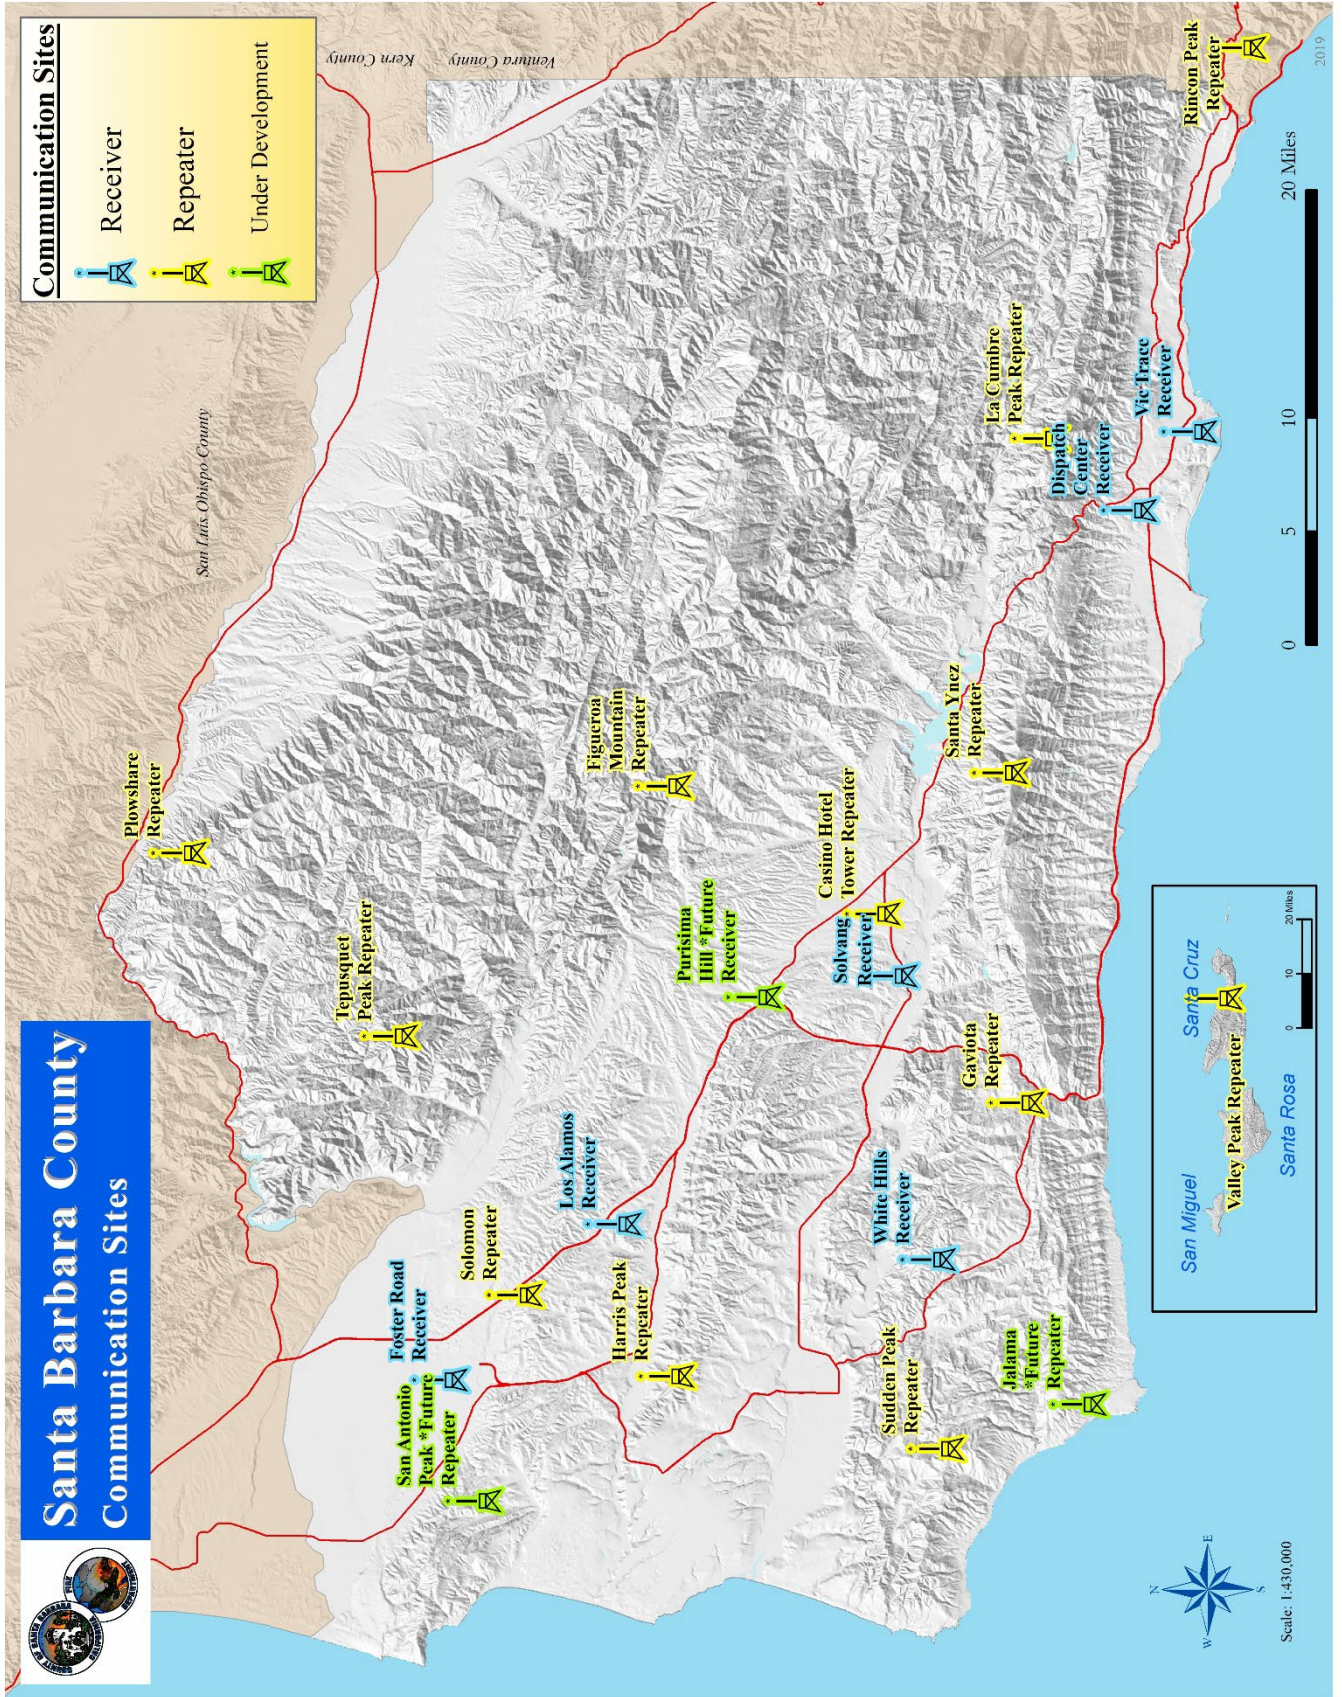 Santa Barbara County
Communication Sites
Communication Sites
Receiver
Repeater
Under Development
San Luis Obispo County
Kern County
Ventura County
Plowshare
Repeater
Tepusquet
Peak Repeater
Foster Road
Receiver
San Antonio
Peak *Future
Repeater
Solomon
Repeater
Los Alamos
Receiver
Harris Peak
Repeater
Figueroa
Mountain
Repeater
Purisima
Hill *Future
Receiver
Casino Hotel
Tower Repeater
Solvang
Receiver
Santa Ynez
Repeater
La Cumbre
Peak Repeater
Dispatch
Center
Receiver
Vic Trace
Receiver
Rincon Peak
Repeater
White Hills
Receiver
Gaviota
Repeater
Sudden Peak
Repeater
Jalama
*Future
Repeater
San Miguel
Santa Cruz
Valley Peak Repeater
Santa Rosa
0 10 20 Miles
0 5 10 20 Miles
N
W E
S
Scale: 1:430,000
2019